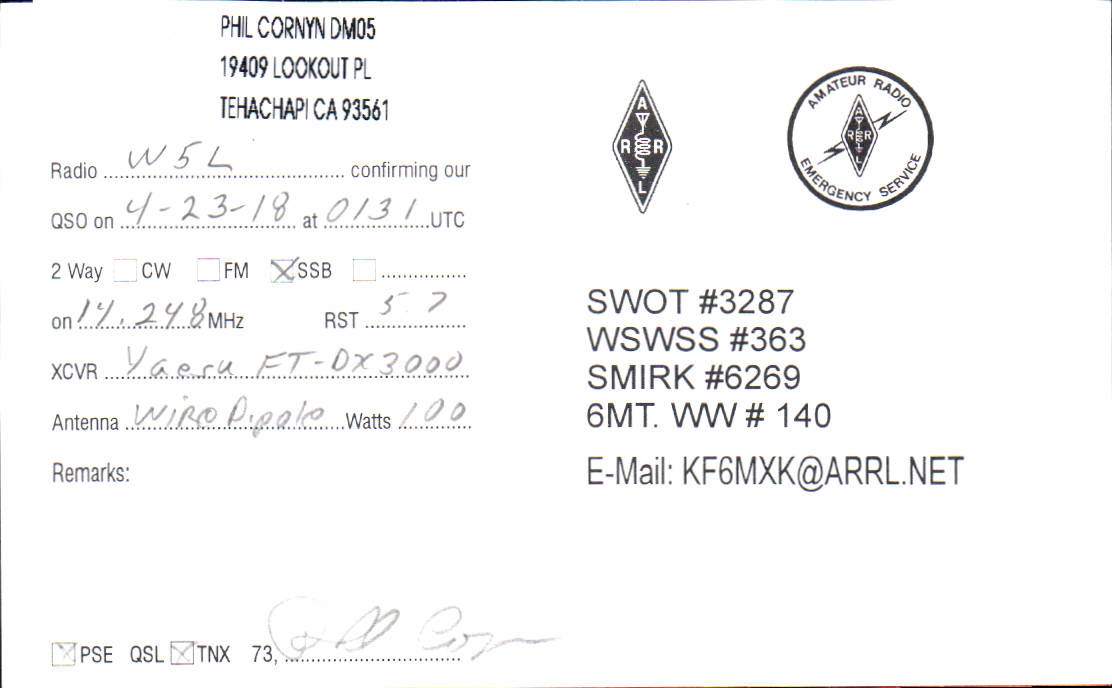 PHIL CORNYN DM05
19409 LOOKOUT PL
TEHACHAPI CA 93561
Radio W5L confirming our
QSO on 4-23-18 at 0131 UTC
2 Way CW FM SSB
on 14.248 MHz RST 57
XCVR Yaesu FT-DX3000
Antenna Wire Dipole Watts 100
Remarks:
PSE QSL TNX 73, Phil Cornyn
A
R R
L
AMATEUR RADIO
A
R R
L
EMERGENCY SERVICE
SWOT #3287
WSWSS #363
SMIRK #6269
6MT. WW # 140
E-Mail: KF6MXK@ARRL.NET